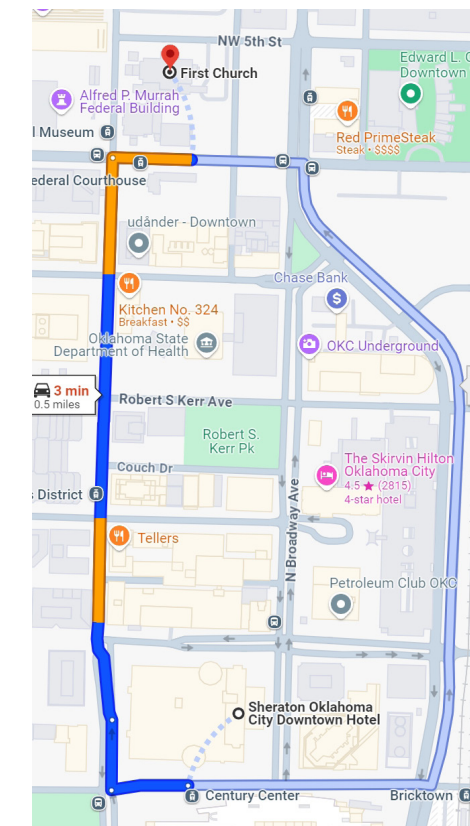 NW 5th St
First Church
Edward L. C
Downtown
Alfred P. Murrah
Federal Building
l Museum
Red PrimeSteak
Steak • $$$$
ederal Courthouse
udånder - Downtown
Chase Bank
$
Kitchen No. 324
Breakfast • $$
Oklahoma State
Department of Health
OKC Underground
3 min
0.5 miles
Robert S Kerr Ave
Robert S.
Kerr Pk
The Skirvin Hilton
Oklahoma City
4.5 ★ (2815)
4-star hotel
Couch Dr
s District
N Broadway Ave
Tellers
Petroleum Club OKC
Sheraton Oklahoma
City Downtown Hotel
Century Center
Bricktown